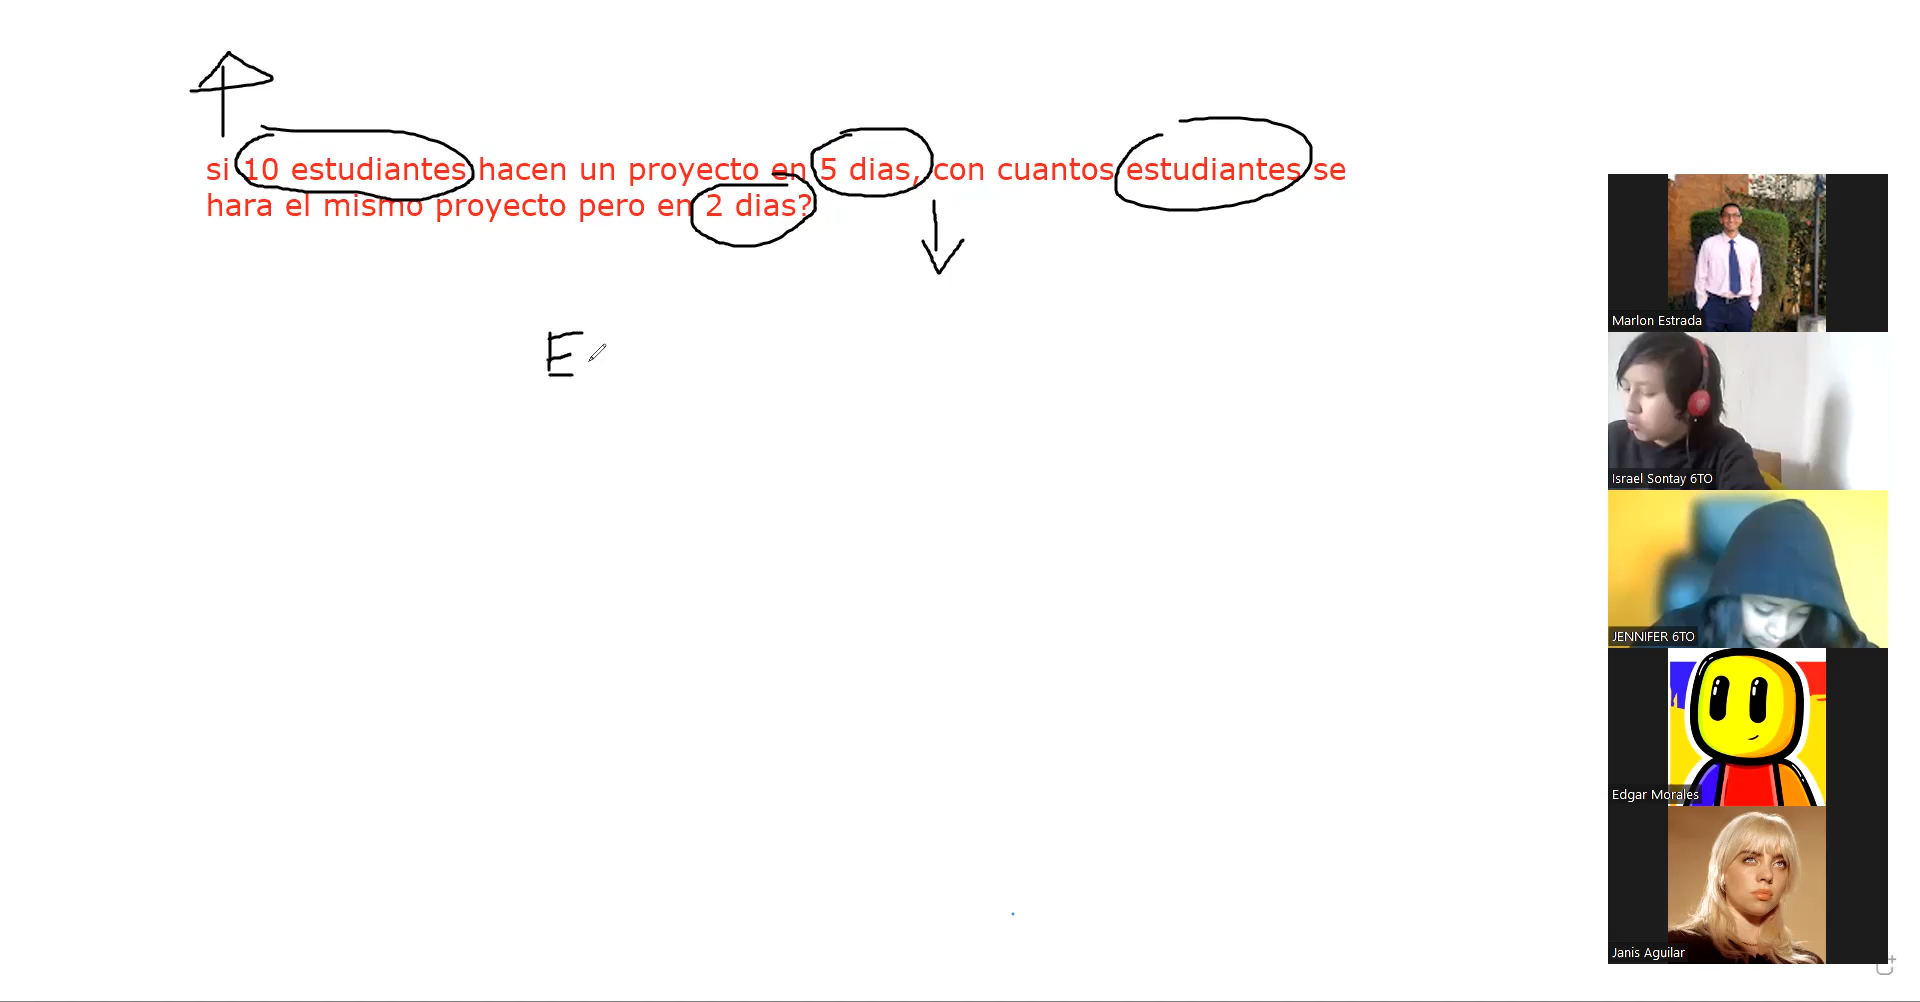 si 10 estudiantes hacen un proyecto en 5 dias, con cuantos estudiantes se
hara el mismo proyecto pero en 2 dias?
E
Marlon Estrada
Israel Sontay 6TO
JENNIFER 6TO
Edgar Morales
Janis Aguilar